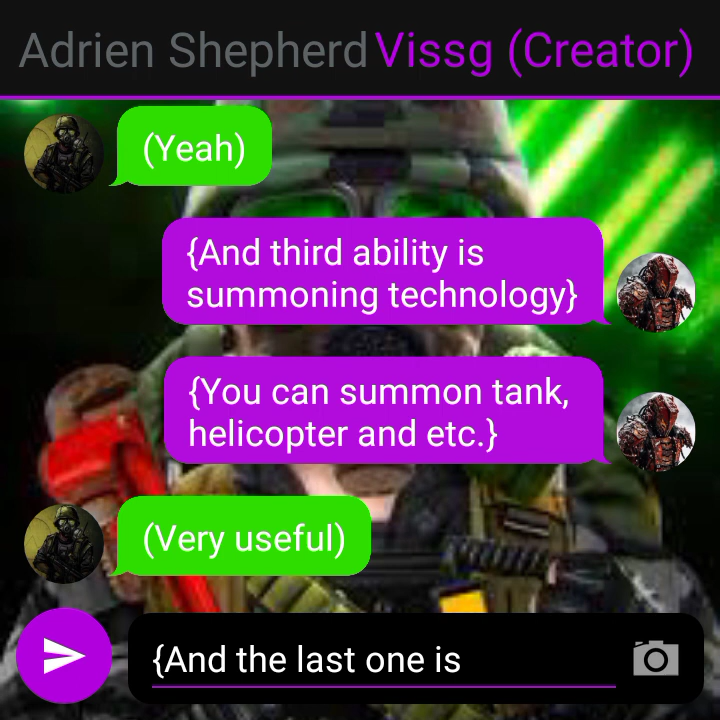 Adrien Shepherd Vissg (Creator)
(Yeah)
{And third ability is
summoning technology}
{You can summon tank,
helicopter and etc.}
(Very useful)
{And the last one is